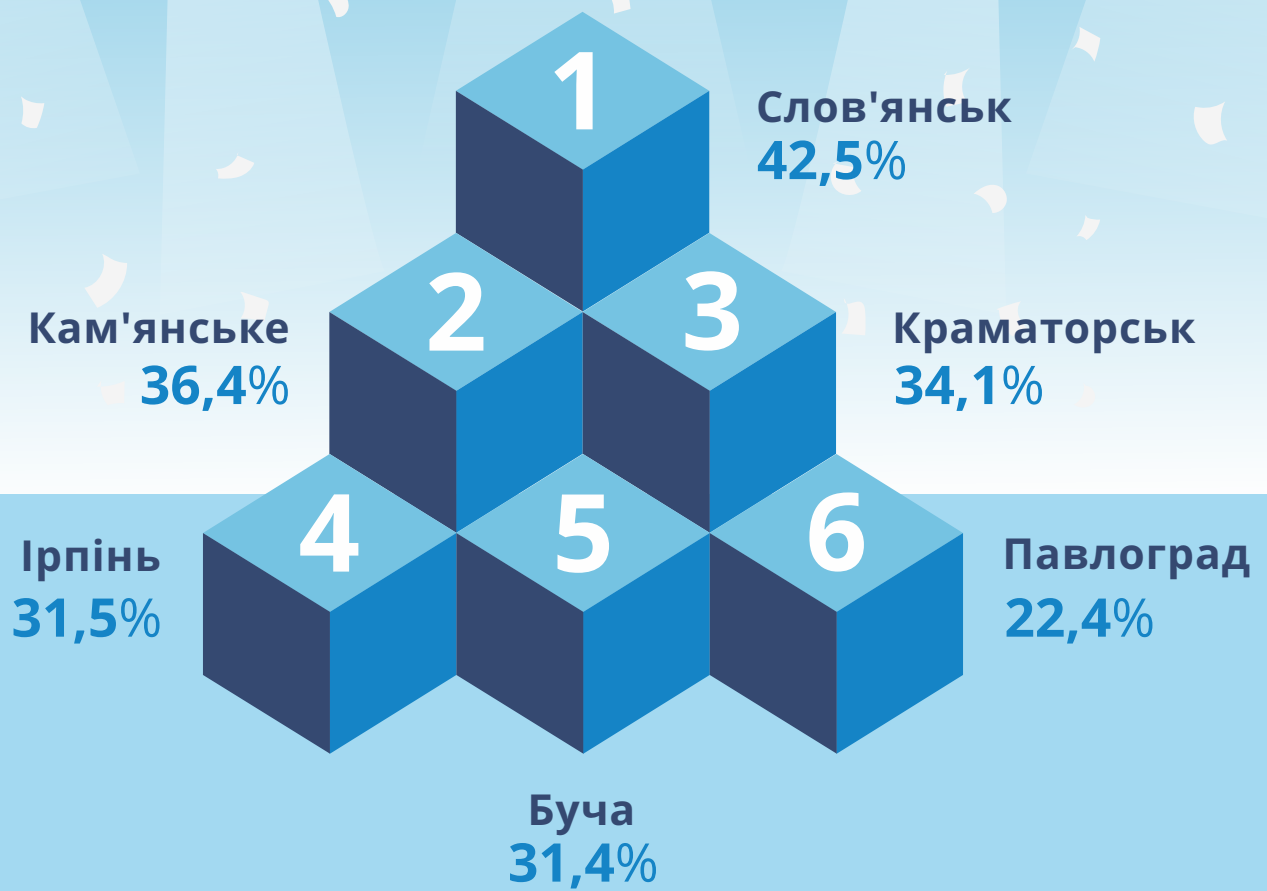 1
Слов'янськ
42,5%
2
3
Кам'янське
36,4%
Краматорськ
34,1%
4
5
6
Ірпінь
31,5%
Павлоград
22,4%
Буча
31,4%